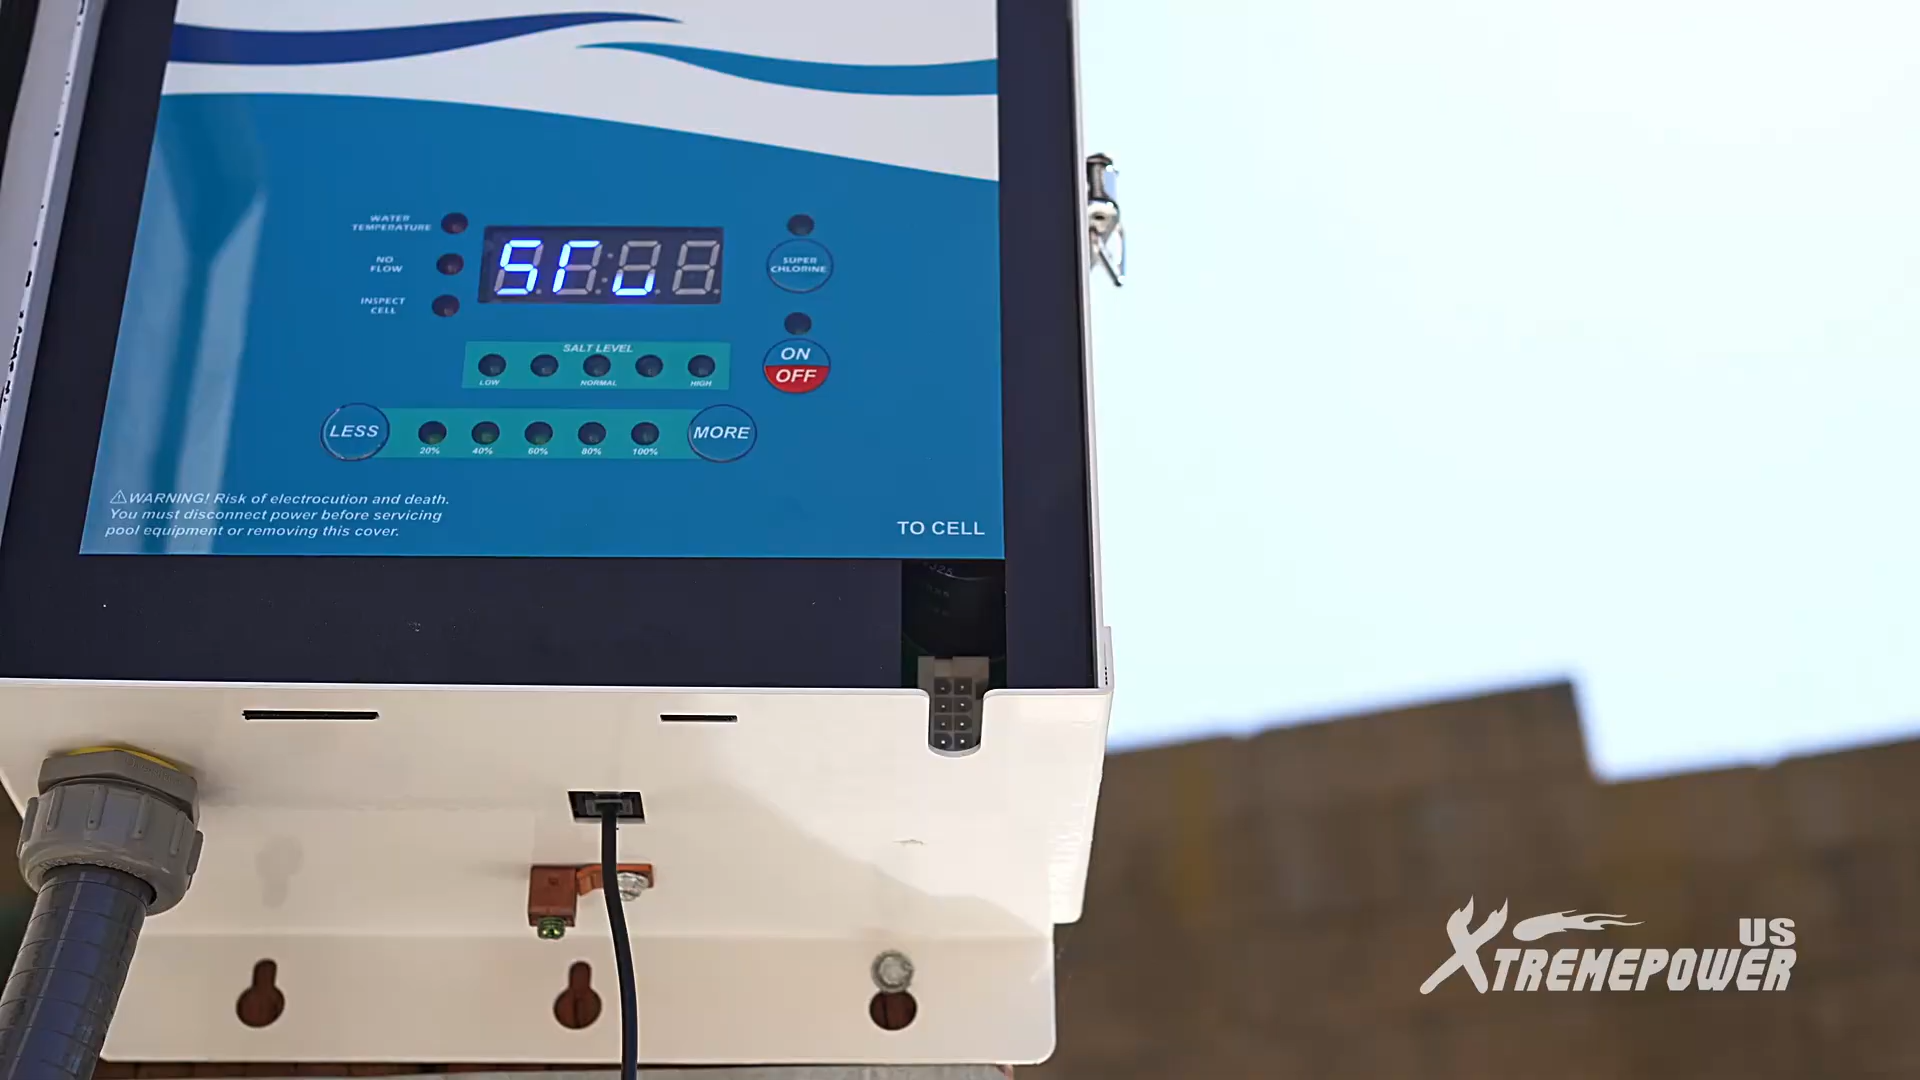 WATER
TEMPERATURE
NO
FLOW
INSPECT
CELL
SUPER
CHLORINE
SALT LEVEL
LOW
NORMAL
HIGH
ON
OFF
LESS
20%
40%
60%
80%
100%
MORE
⚠WARNING! Risk of electrocution and death.
You must disconnect power before servicing
pool equipment or removing this cover.
TO CELL
US
XTREMEPOWER